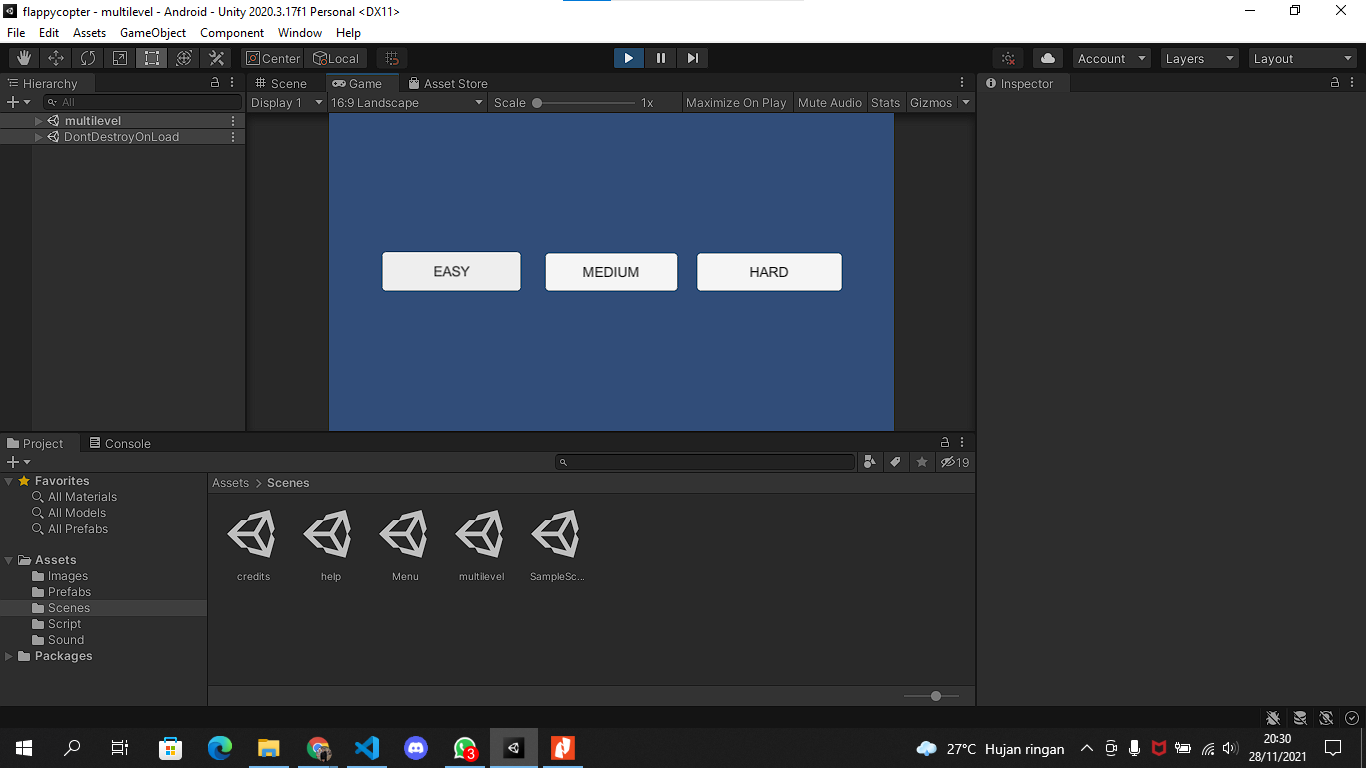 flappycopter - multilevel - Android - Unity 2020.3.17f1 Personal <DX11>
File Edit Assets GameObject Component Window Help
Center Local Account Layers Layout
Hierarchy
All
multilevel
DontDestroyOnLoad
Scene Game Asset Store
Display 1 16:9 Landscape Scale 1x Maximize On Play Mute Audio Stats Gizmos
EASY MEDIUM HARD
Inspector
Project Console
19
Favorites
All Materials
All Models
All Prefabs
Assets
Images
Prefabs
Scenes
Script
Sound
Packages
Assets > Scenes
credits help Menu multilevel SampleSc...
3
27°C Hujan ringan
20:30
28/11/2021